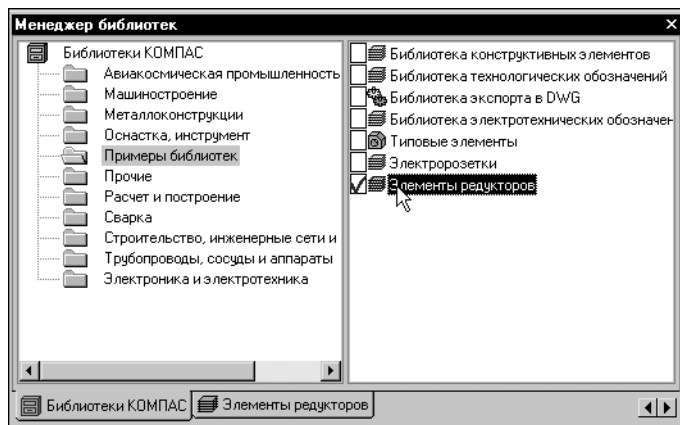 Менеджер библиотек
Библиотеки КОМПАС
Авиакосмическая промышленность
Машиностроение
Металлоконструкции
Оснастка, инструмент
Примеры библиотек
Прочие
Расчет и построение
Сварка
Строительство, инженерные сети и
Трубопроводы, сосуды и аппараты
Электроника и электротехника
Библиотека конструктивных элементов
Библиотека технологических обозначений
Библиотека экспорта в DWG
Библиотека электротехнических обозначен
Типовые элементы
Электророзетки
Элементы редукторов
Библиотеки КОМПАС
Элементы редукторов